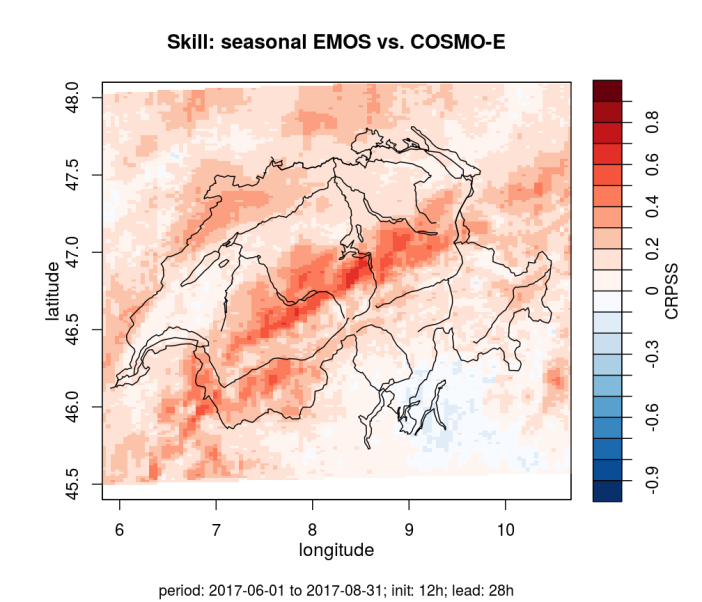 Skill: seasonal EMOS vs. COSMO-E
48.0
47.5
47.0
46.5
46.0
45.5
latitude
6 7 8 9 10
longitude
0.8
0.6
0.4
0.2
0
-0.3
-0.6
-0.9
CRPSS
period: 2017-06-01 to 2017-08-31; init: 12h; lead: 28h